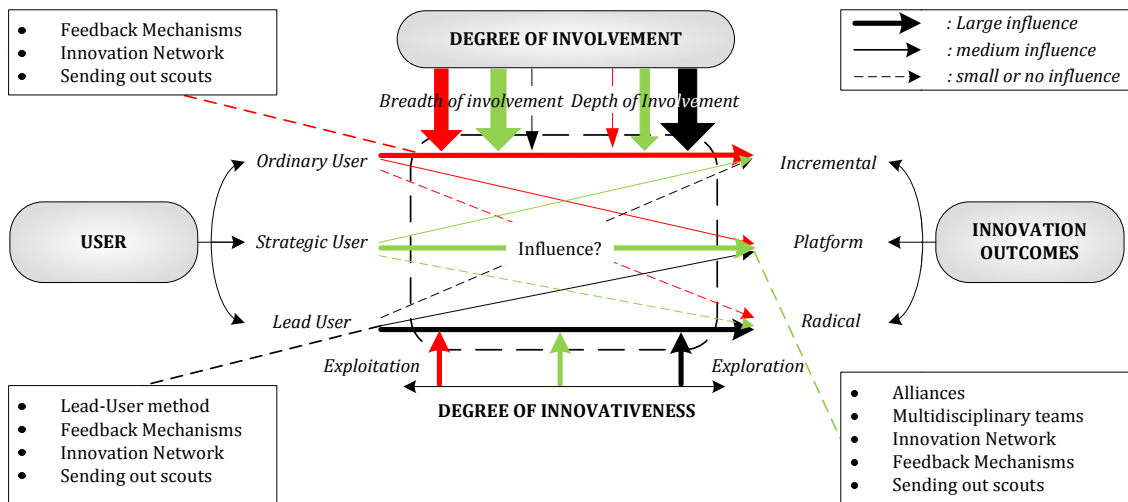 • Feedback Mechanisms
• Innovation Network
• Sending out scouts
DEGREE OF INVOLVEMENT
: Large influence
: medium influence
: small or no influence
Breadth of involvement
Depth of Involvement
Ordinary User
Incremental
USER
Strategic User
Influence?
Platform
INNOVATION
OUTCOMES
Lead User
Radical
Exploitation
Exploration
DEGREE OF INNOVATIVENESS
• Lead-User method
• Feedback Mechanisms
• Innovation Network
• Sending out scouts
• Alliances
• Multidisciplinary teams
• Innovation Network
• Feedback Mechanisms
• Sending out scouts